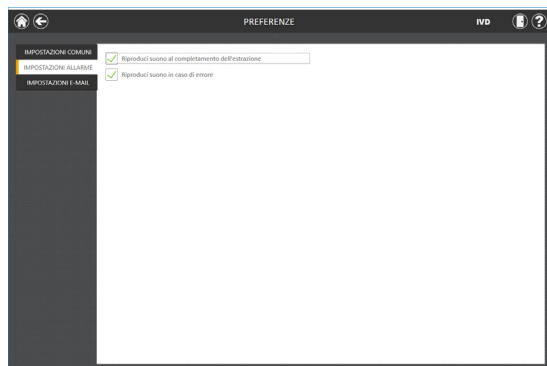 PREFERENZE
IVD
?
IMPOSTAZIONI COMUNI
IMPOSTAZIONI ALLARME
IMPOSTAZIONI E-MAIL
Riproduci suono al completamento dell'estrazione
Riproduci suono in caso di errore